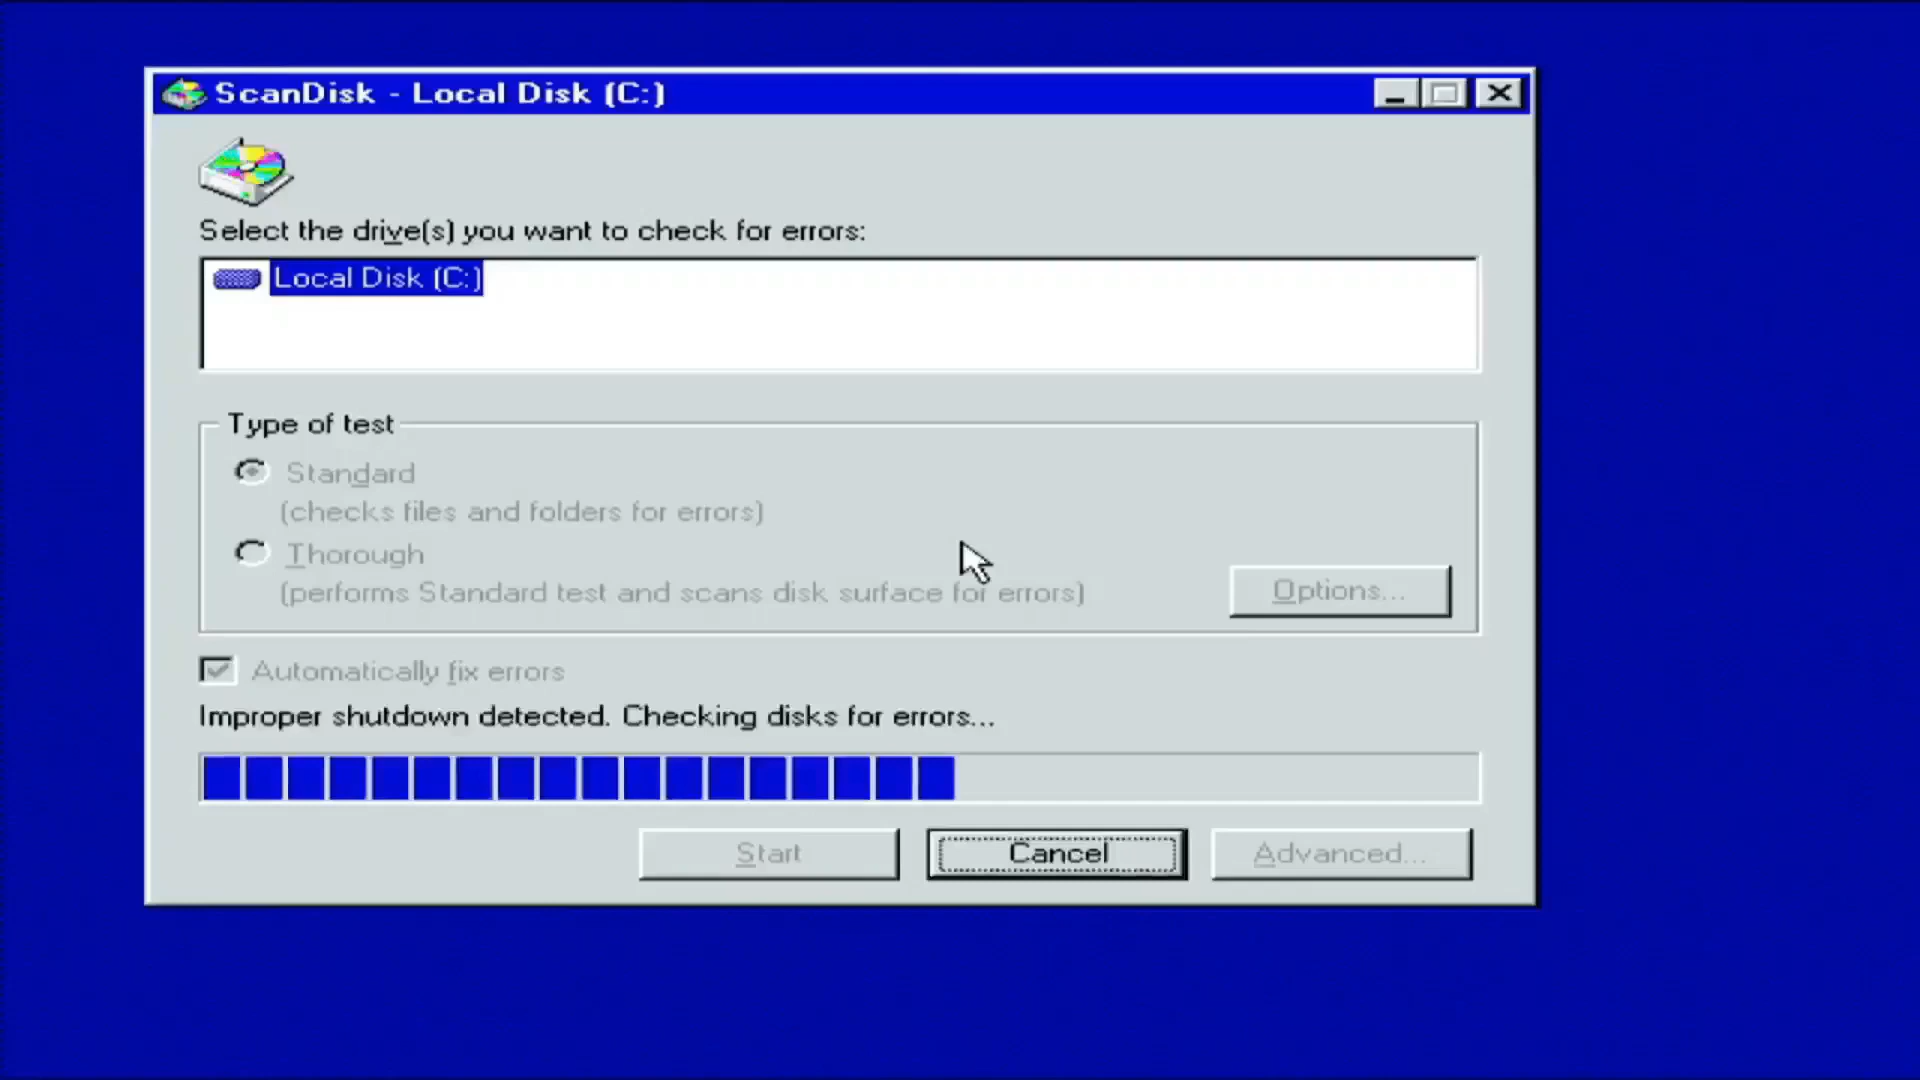 ScanDisk - Local Disk (C:)
Select the drive(s) you want to check for errors:
Local Disk (C:)
Type of test
Standard
(checks files and folders for errors)
Thorough
(performs Standard test and scans disk surface for errors)
Options...
Automatically fix errors
Improper shutdown detected. Checking disks for errors...
Start
Cancel
Advanced...